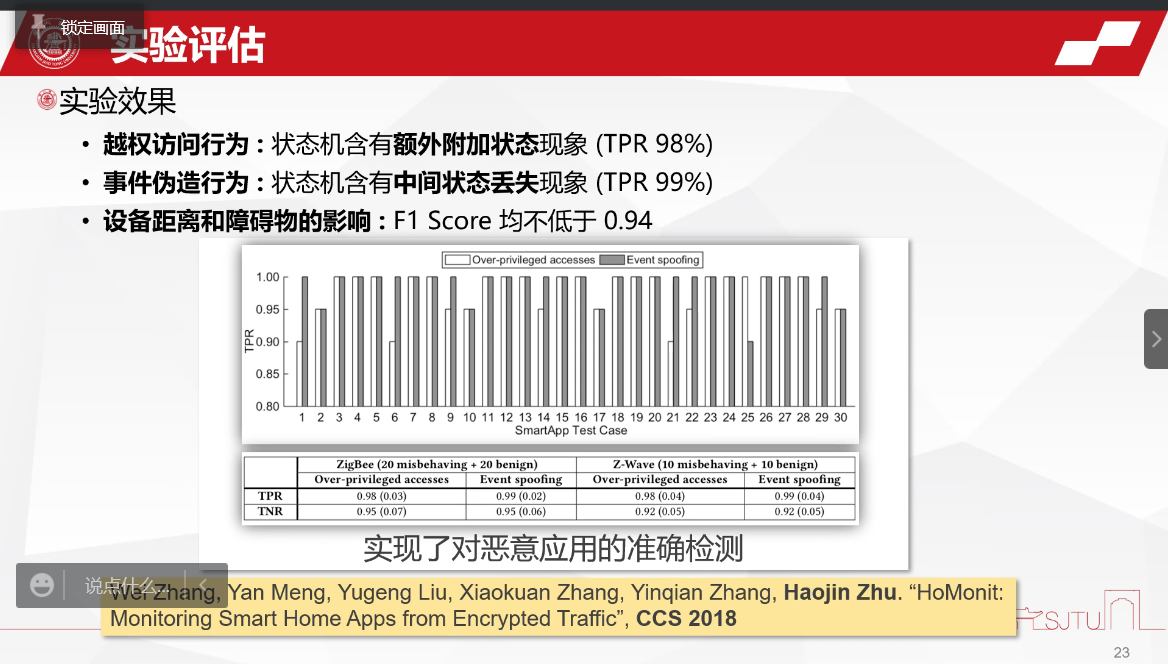 锁定画面
实验评估
实验效果
• 越权访问行为：状态机含有额外附加状态现象 (TPR 98%)
• 事件伪造行为：状态机含有中间状态丢失现象 (TPR 99%)
• 设备距离和障碍物的影响：F1 Score 均不低于 0.94
Over-privileged accesses Event spoofing
1.00
0.95
0.90
0.85
0.80
TPR
1 2 3 4 5 6 7 8 9 10 11 12 13 14 15 16 17 18 19 20 21 22 23 24 25 26 27 28 29 30
SmartApp Test Case
ZigBee (20 misbehaving + 20 benign) Z-Wave (10 misbehaving + 10 benign)
Over-privileged accesses Event spoofing Over-privileged accesses Event spoofing
TPR 0.98 (0.03) 0.99 (0.02) 0.98 (0.04) 0.99 (0.04)
TNR 0.95 (0.07) 0.95 (0.06) 0.92 (0.05) 0.92 (0.05)
实现了对恶意应用的准确检测
说点什么...
Wei Zhang, Yan Meng, Yugeng Liu, Xiaokuan Zhang, Yinqian Zhang, Haojin Zhu. “HoMonit:
Monitoring Smart Home Apps from Encrypted Traffic”, CCS 2018
SJTU
23